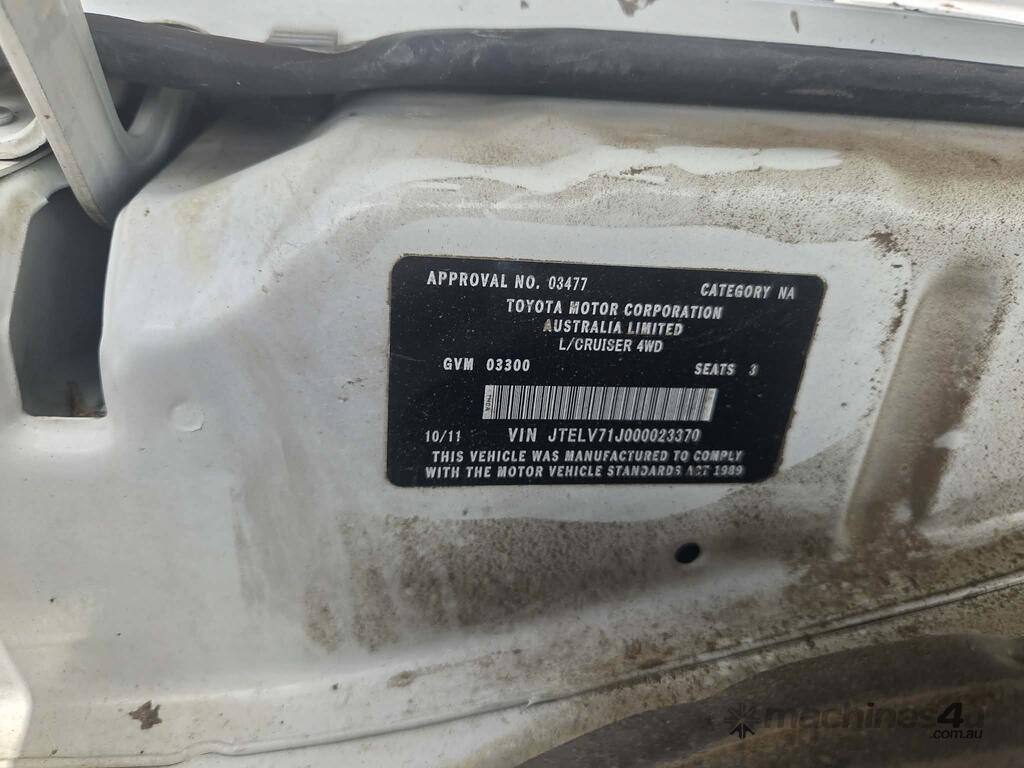 APPROVAL NO. 03477
CATEGORY NA
TOYOTA MOTOR CORPORATION
AUSTRALIA LIMITED
L/CRUISER 4WD
GVM 03300
SEATS 3
10/11 VIN JTELV71J000023370
THIS VEHICLE WAS MANUFACTURED TO COMPLY
WITH THE MOTOR VEHICLE STANDARDS ACT 1989
machines4u
.com.au